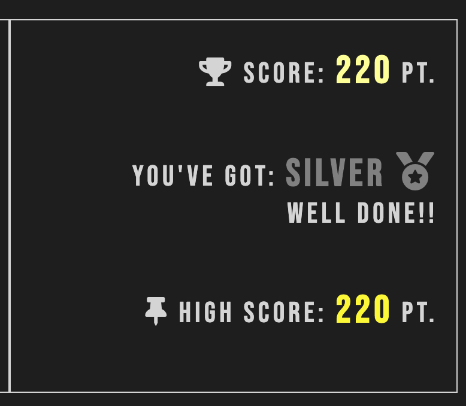 SCORE: 220 PT.
YOU'VE GOT: SILVER
WELL DONE!!
HIGH SCORE: 220 PT.